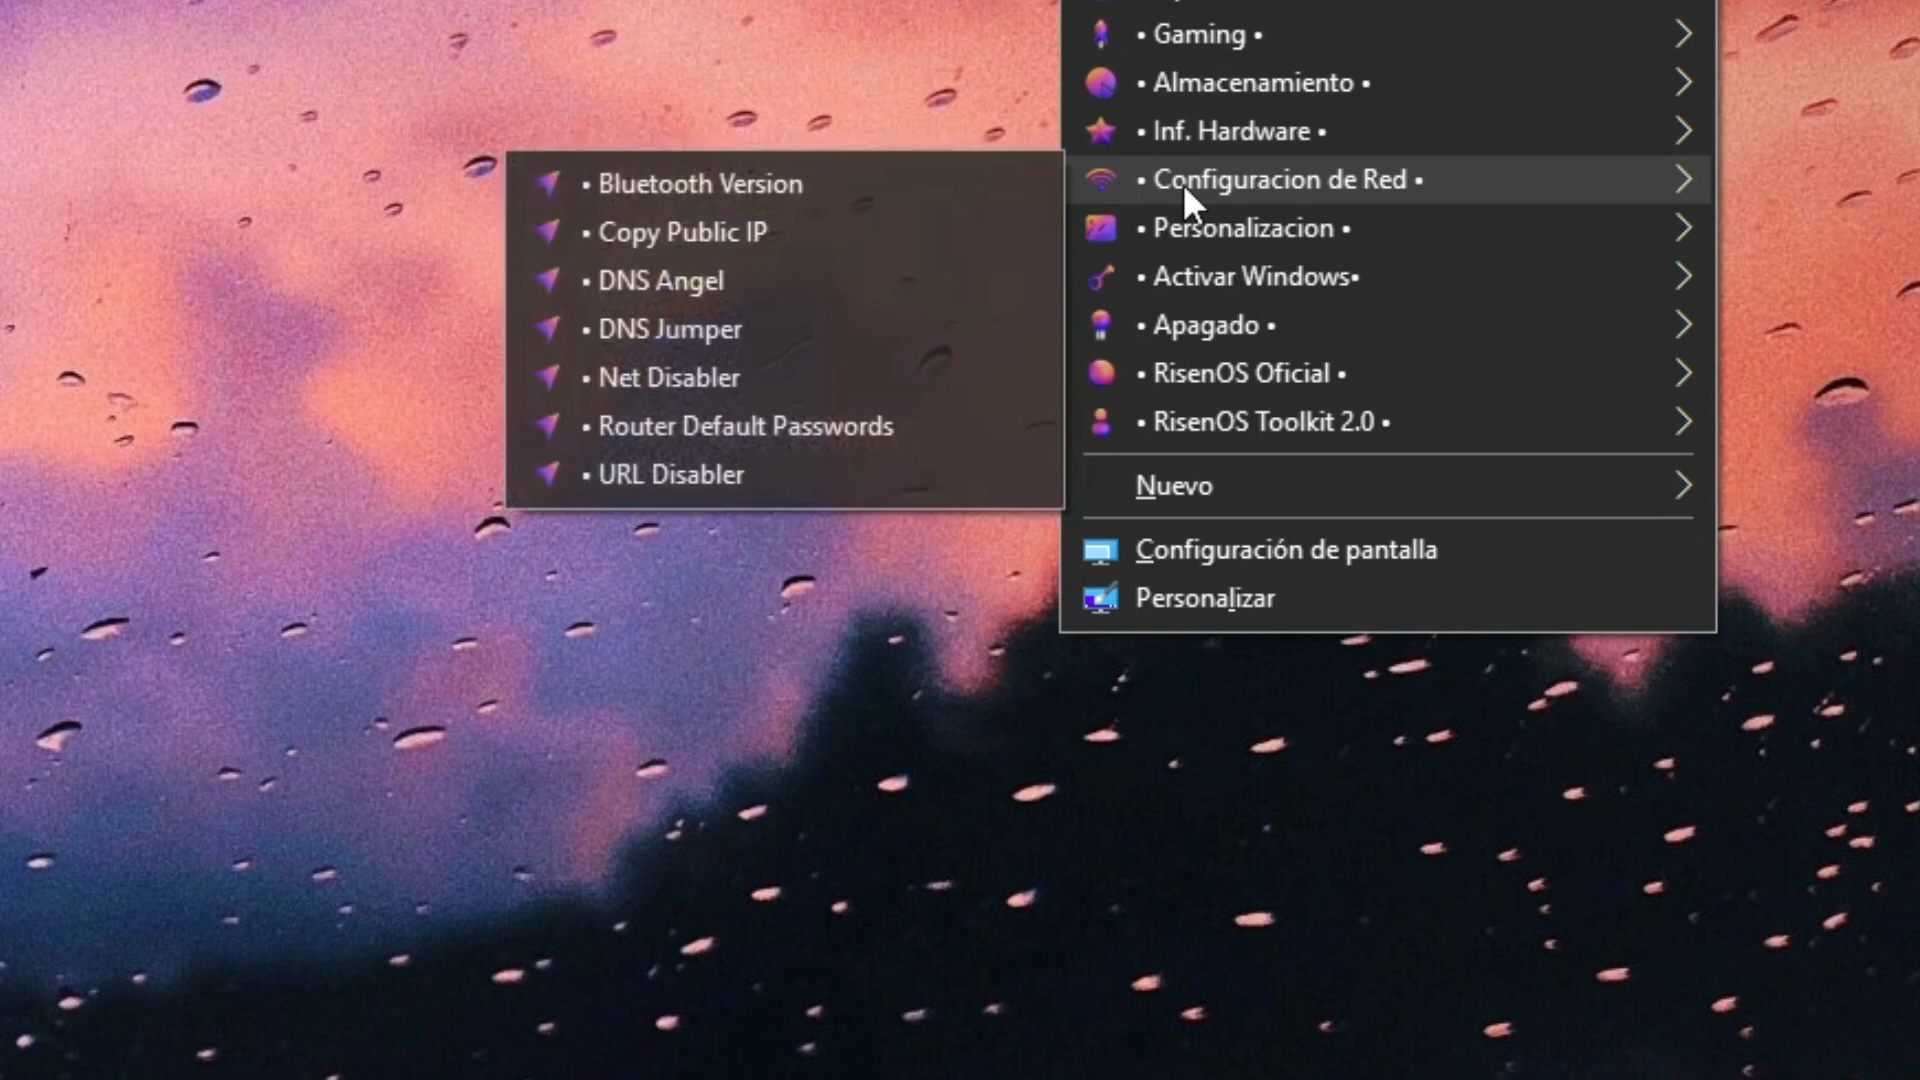 • Gaming •
• Almacenamiento •
• Inf. Hardware •
• Configuracion de Red •
• Personalizacion •
• Activar Windows•
• Apagado •
• RisenOS Oficial •
• RisenOS Toolkit 2.0 •
Nuevo
Configuración de pantalla
Personalizar
• Bluetooth Version
• Copy Public IP
• DNS Angel
• DNS Jumper
• Net Disabler
• Router Default Passwords
• URL Disabler